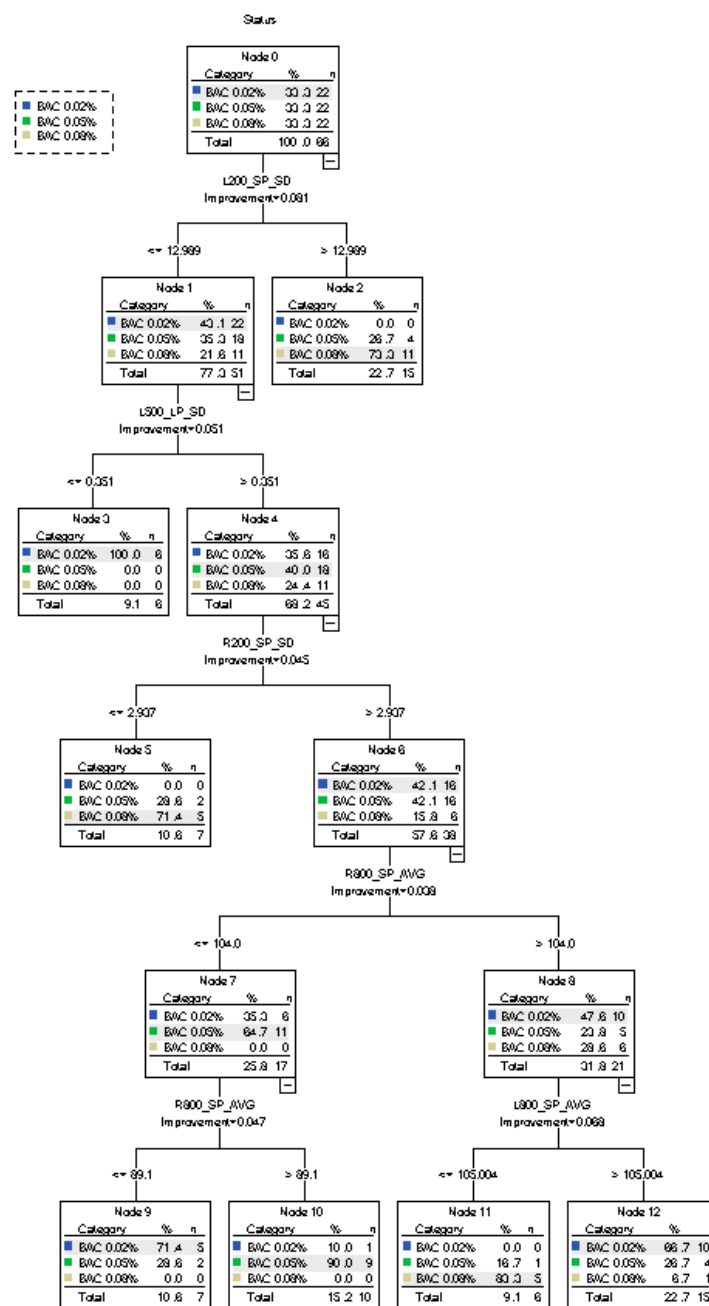 Status
Node 0
Category % n
BAC 0.02% 33.3 22
BAC 0.05% 33.3 22
BAC 0.08% 33.3 22
Total 100.0 66
BAC 0.02%
BAC 0.05%
BAC 0.08%
L200_SP_SD
Improvement=0.081
<= 12.989
> 12.989
Node 1
Category % n
BAC 0.02% 43.1 22
BAC 0.05% 35.3 18
BAC 0.08% 21.6 11
Total 77.3 51
Node 2
Category % n
BAC 0.02% 0.0 0
BAC 0.05% 26.7 4
BAC 0.08% 73.3 11
Total 22.7 15
L500_LP_SD
Improvement=0.051
<= 0.351
> 0.351
Node 3
Category % n
BAC 0.02% 100.0 6
BAC 0.05% 0.0 0
BAC 0.08% 0.0 0
Total 9.1 6
Node 4
Category % n
BAC 0.02% 35.6 16
BAC 0.05% 40.0 18
BAC 0.08% 24.4 11
Total 68.2 45
R200_SP_SD
Improvement=0.045
<= 2.937
> 2.937
Node 5
Category % n
BAC 0.02% 0.0 0
BAC 0.05% 28.6 2
BAC 0.08% 71.4 5
Total 10.6 7
Node 6
Category % n
BAC 0.02% 42.1 16
BAC 0.05% 42.1 16
BAC 0.08% 15.8 6
Total 57.6 38
R800_SP_AVG
Improvement=0.038
<= 104.0
> 104.0
Node 7
Category % n
BAC 0.02% 35.3 6
BAC 0.05% 64.7 11
BAC 0.08% 0.0 0
Total 25.8 17
Node 8
Category % n
BAC 0.02% 47.6 10
BAC 0.05% 23.8 5
BAC 0.08% 28.6 6
Total 31.8 21
R800_SP_AVG
Improvement=0.047
L800_SP_AVG
Improvement=0.068
<= 89.1
> 89.1
<= 105.004
> 105.004
Node 9
Category % n
BAC 0.02% 71.4 5
BAC 0.05% 28.6 2
BAC 0.08% 0.0 0
Total 10.6 7
Node 10
Category % n
BAC 0.02% 10.0 1
BAC 0.05% 90.0 9
BAC 0.08% 0.0 0
Total 15.2 10
Node 11
Category % n
BAC 0.02% 0.0 0
BAC 0.05% 16.7 1
BAC 0.08% 83.3 5
Total 9.1 6
Node 12
Category % n
BAC 0.02% 66.7 10
BAC 0.05% 26.7 4
BAC 0.08% 6.7 1
Total 22.7 15